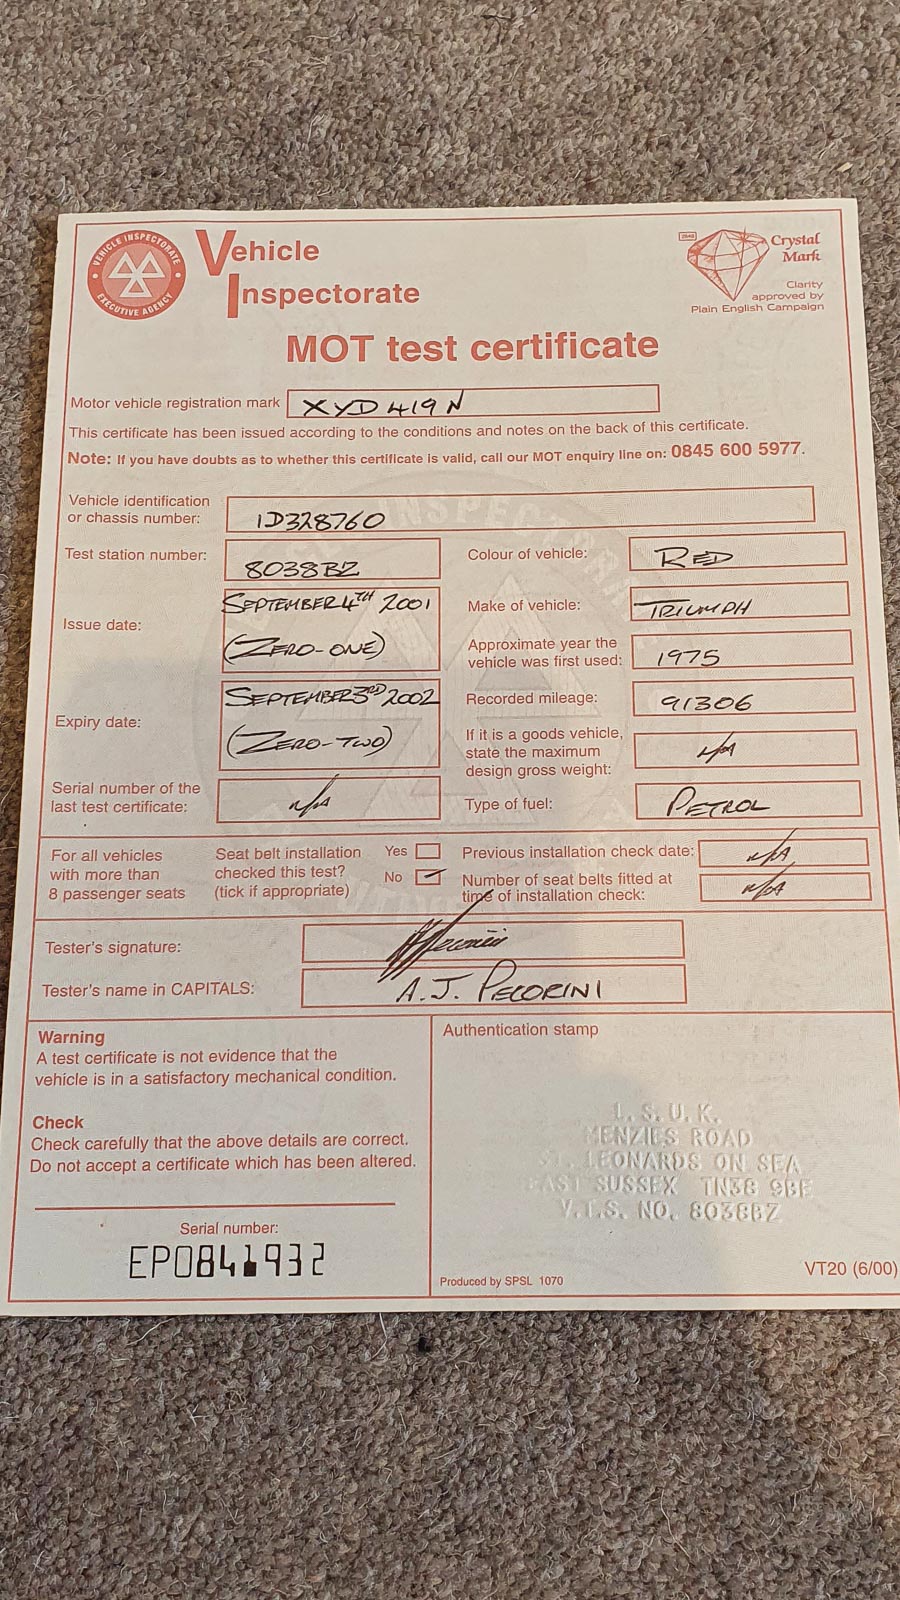 VEHICLE INSPECTORATE
EXECUTIVE AGENCY
Vehicle
Inspectorate
Crystal
Mark
Clarity
approved by
Plain English Campaign
MOT test certificate
Motor vehicle registration mark XYD 419 N
This certificate has been issued according to the conditions and notes on the back of this certificate.
Note: If you have doubts as to whether this certificate is valid, call our MOT enquiry line on: 0845 600 5977.
Vehicle identification
or chassis number: 1D328760
Test station number: 8038BZ
Colour of vehicle: RED
Issue date: SEPTEMBER 4TH 2001
(ZERO-ONE)
Make of vehicle: TRIUMPH
Approximate year the
vehicle was first used: 1975
Expiry date: SEPTEMBER 3RD 2002
(ZERO-TWO)
Recorded mileage: 91306
If it is a goods vehicle,
state the maximum
design gross weight: N/A
Serial number of the
last test certificate: N/A
Type of fuel: PETROL
For all vehicles
with more than
8 passenger seats
Seat belt installation
checked this test?
(tick if appropriate)
Yes
No
Previous installation check date: N/A
Number of seat belts fitted at
time of installation check: N/A
Tester's signature:
Tester's name in CAPITALS: A.J. PECORINI
Warning
A test certificate is not evidence that the
vehicle is in a satisfactory mechanical condition.
Check
Check carefully that the above details are correct.
Do not accept a certificate which has been altered.
Serial number:
EP0841932
Authentication stamp
L. S. U. K.
MENZIES ROAD
ST. LEONARDS ON SEA
EAST SUSSEX TN38 9BE
V.T.S. NO. 8038BZ
Produced by SPSL 1070
VT20 (6/00)